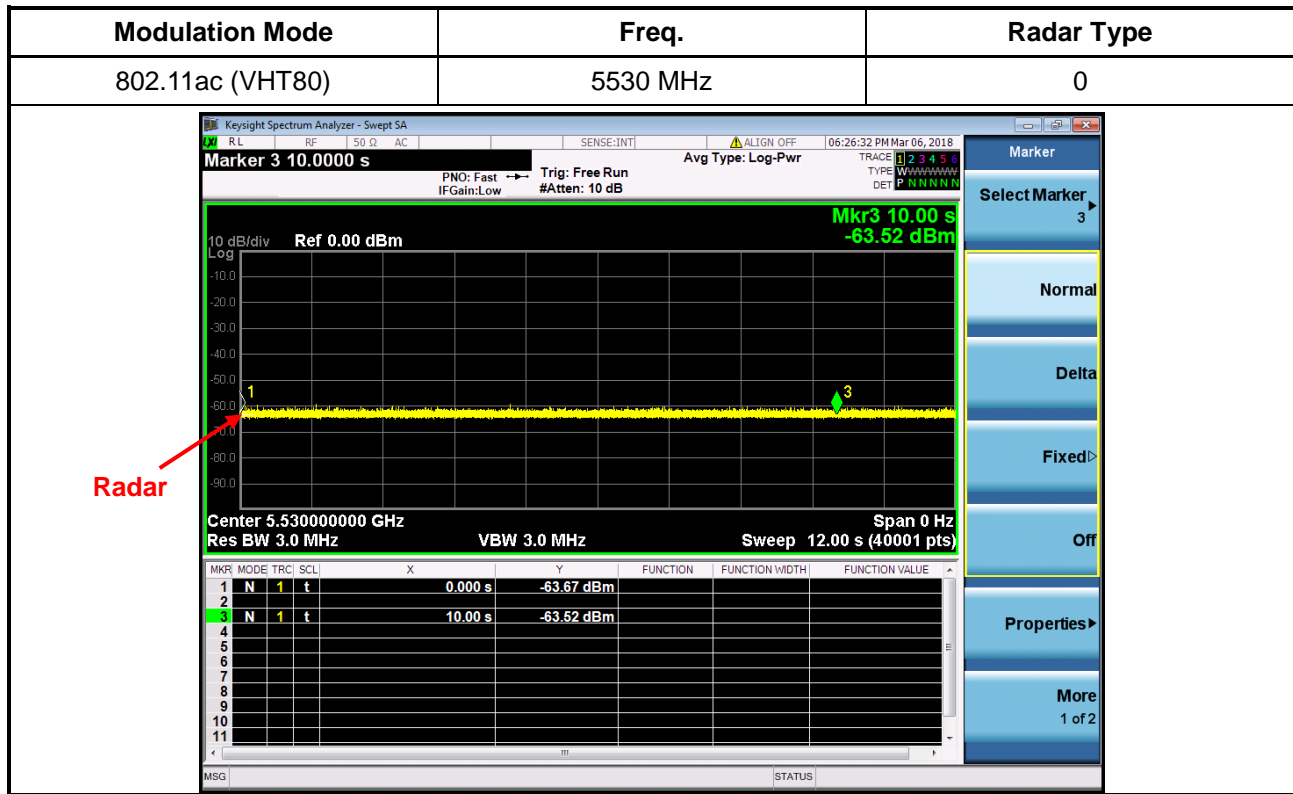 Modulation Mode Freq. Radar Type
802.11ac (VHT80) 5530 MHz 0
Keysight Spectrum Analyzer - Swept SA
LXI RL RF 50 Ω AC SENSE:INT ALIGN OFF 06:26:32 PM Mar 06, 2018
Marker 3 10.0000 s
PNO: Fast
IFGain:Low
Trig: Free Run
#Atten: 10 dB
Avg Type: Log-Pwr
TRACE 1 2 3 4 5 6
TYPE WWWWWW
DET P N N N N N
Mkr3 10.00 s
-63.52 dBm
10 dB/div Ref 0.00 dBm
Log
-10.0
-20.0
-30.0
-40.0
-50.0
-60.0
-70.0
-80.0
-90.0
1
3
Radar
Center 5.530000000 GHz Span 0 Hz
Res BW 3.0 MHz VBW 3.0 MHz Sweep 12.00 s (40001 pts)
MKR MODE TRC SCL X Y FUNCTION FUNCTION WIDTH FUNCTION VALUE
1 N 1 t 0.000 s -63.67 dBm
2
3 N 1 t 10.00 s -63.52 dBm
4
5
6
7
8
9
10
11
MSG STATUS
Marker
Select Marker
3
Normal
Delta
Fixed
Off
Properties
More
1 of 2